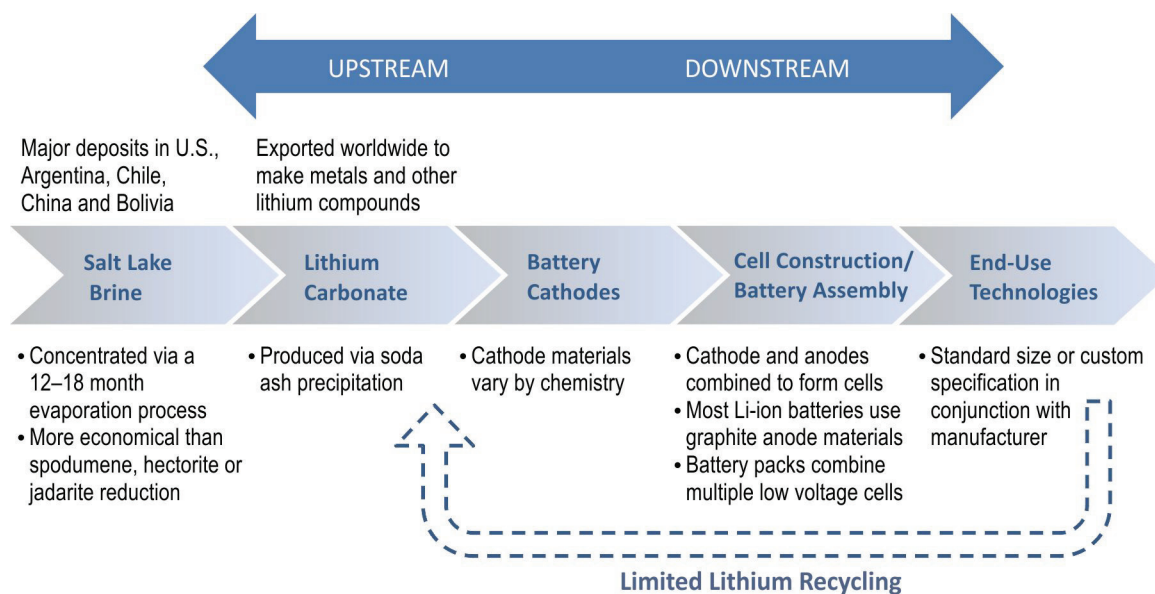 UPSTREAM
DOWNSTREAM
Major deposits in U.S.,
Argentina, Chile,
China and Bolivia
Exported worldwide to
make metals and other
lithium compounds
Salt Lake
Brine
Lithium
Carbonate
Battery
Cathodes
Cell Construction/
Battery Assembly
End-Use
Technologies
• Concentrated via a
12–18 month
evaporation process
• More economical than
spodumene, hectorite or
jadarite reduction
• Produced via soda
ash precipitation
• Cathode materials
vary by chemistry
• Cathode and anodes
combined to form cells
• Most Li-ion batteries use
graphite anode materials
• Battery packs combine
multiple low voltage cells
• Standard size or custom
specification in
conjunction with
manufacturer
Limited Lithium Recycling